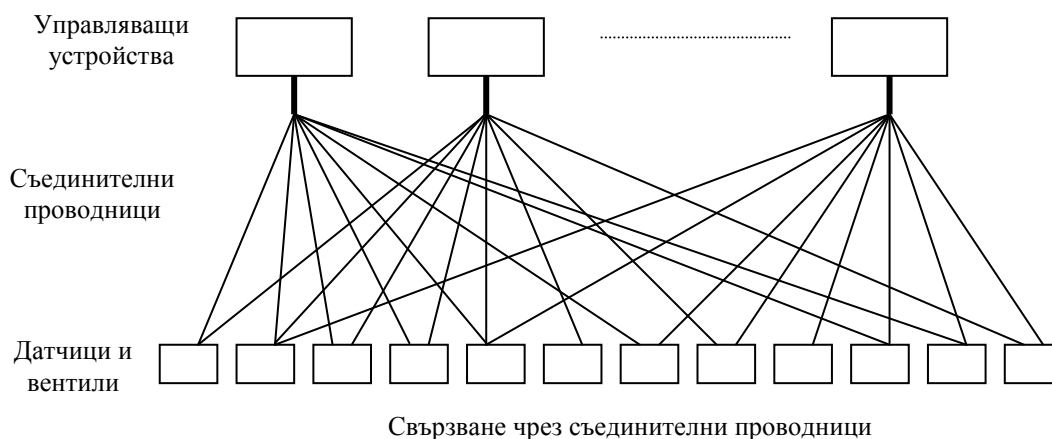 Управляващи
устройства
Съединителни
проводници
Датчици и
вентили
Свързване чрез съединителни проводници